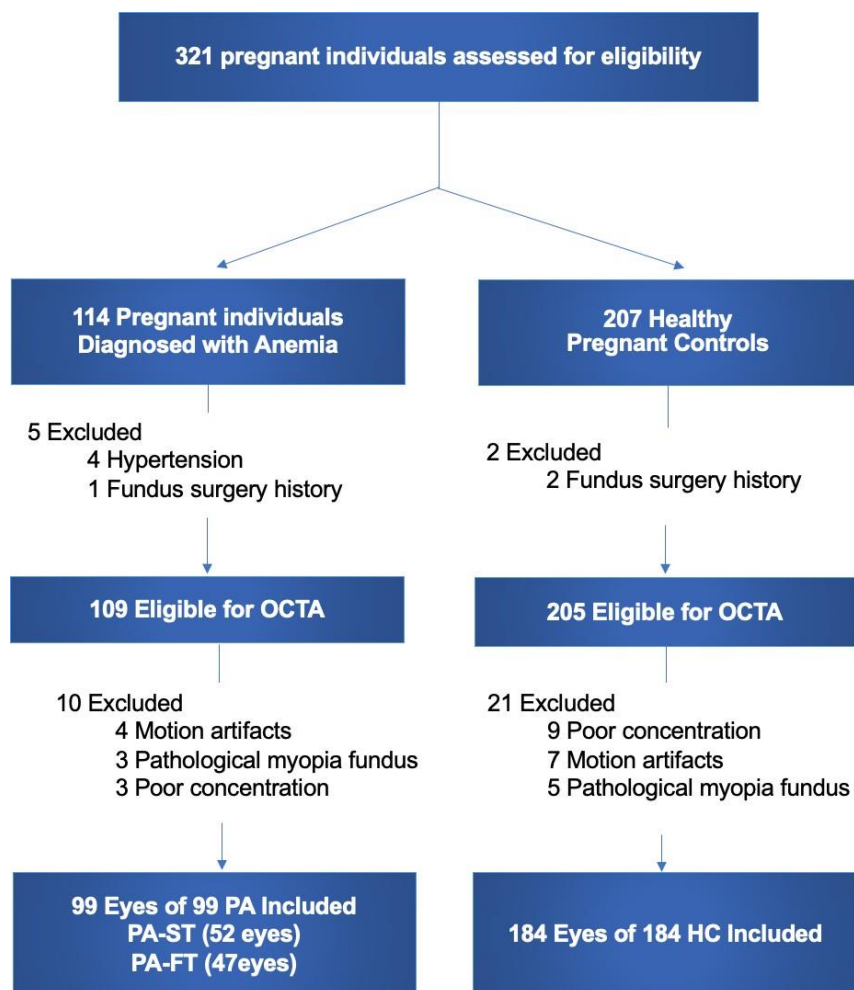 321 pregnant individuals assessed for eligibility
114 Pregnant individuals
Diagnosed with Anemia
207 Healthy
Pregnant Controls
5 Excluded
4 Hypertension
1 Fundus surgery history
2 Excluded
2 Fundus surgery history
109 Eligible for OCTA
205 Eligible for OCTA
10 Excluded
4 Motion artifacts
3 Pathological myopia fundus
3 Poor concentration
21 Excluded
9 Poor concentration
7 Motion artifacts
5 Pathological myopia fundus
99 Eyes of 99 PA Included
PA-ST (52 eyes)
PA-FT (47eyes)
184 Eyes of 184 HC Included